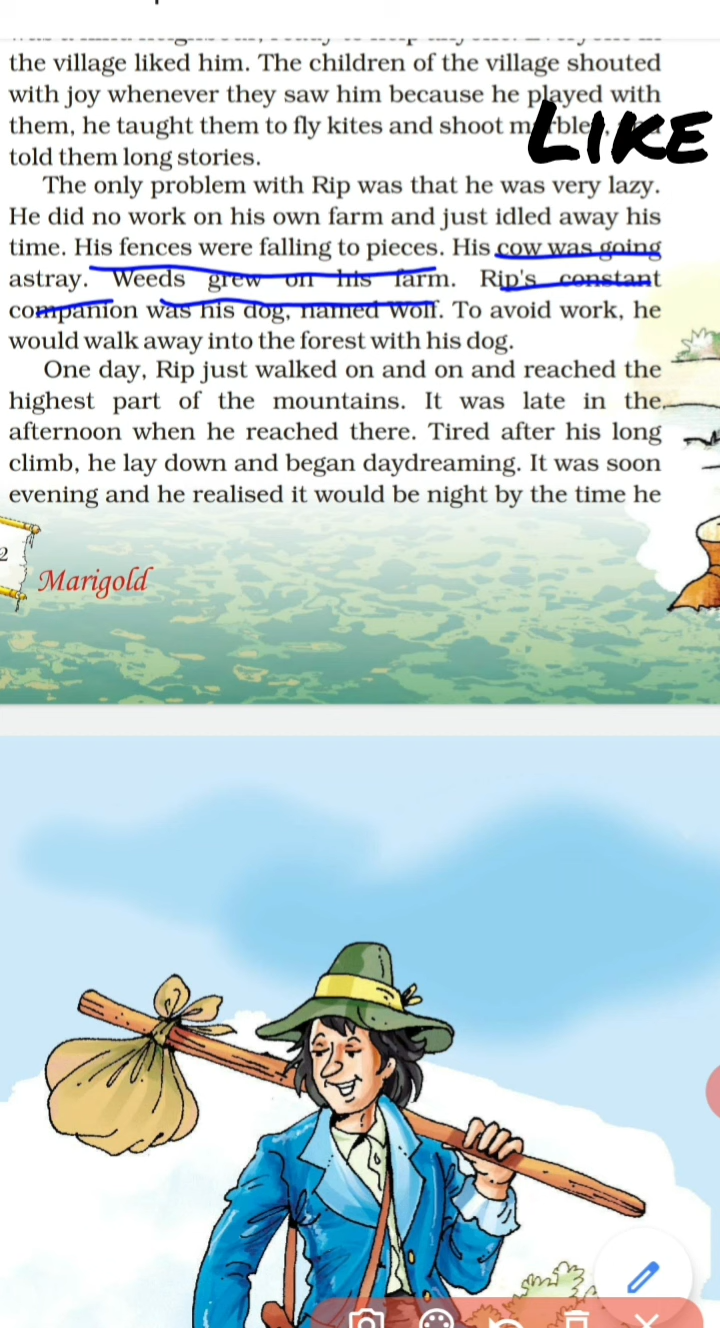 the village liked him. The children of the village shouted
with joy whenever they saw him because he played with
them, he taught them to fly kites and shoot
LIKE
told them long stories.
The only problem with Rip was that he was very lazy.
He did no work on his own farm and just idled away his
time. His fences were falling to pieces. His cow was going
astray. Weeds grew on his farm. Rip's constant
companion was his dog, named Wolf. To avoid work, he
would walk away into the forest with his dog.
One day, Rip just walked on and on and reached the
highest part of the mountains. It was late in the
afternoon when he reached there. Tired after his long
climb, he lay down and began daydreaming. It was soon
evening and he realised it would be night by the time he
2
Marigold